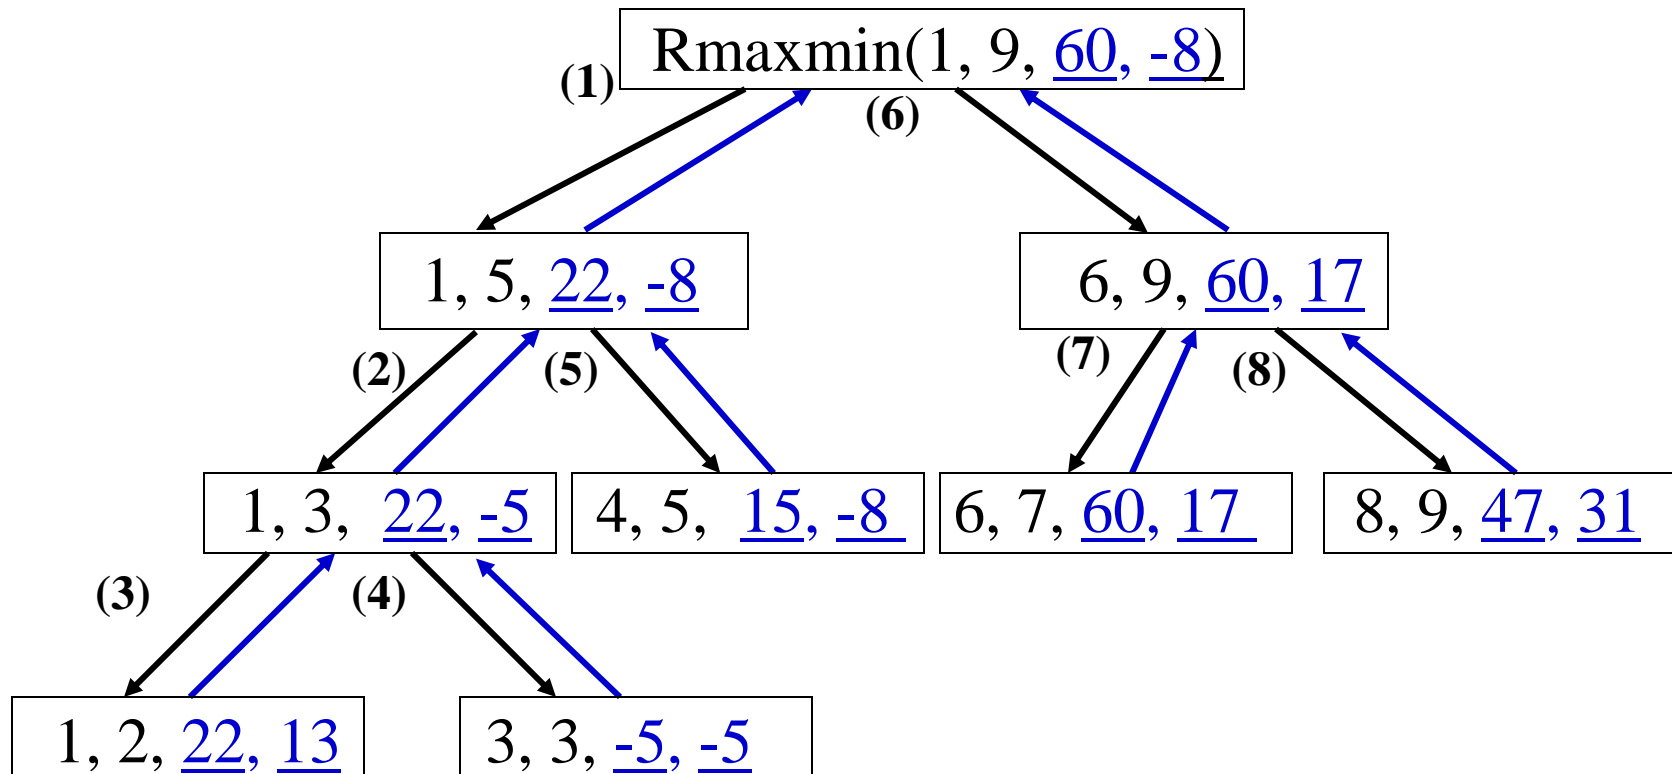 Rmaxmin(1, 9, 60, -8)
(1)
(6)
1, 5, 22, -8
6, 9, 60, 17
(2)
(5)
(7)
(8)
1, 3, 22, -5
4, 5, 15, -8
6, 7, 60, 17
8, 9, 47, 31
(3)
(4)
1, 2, 22, 13
3, 3, -5, -5